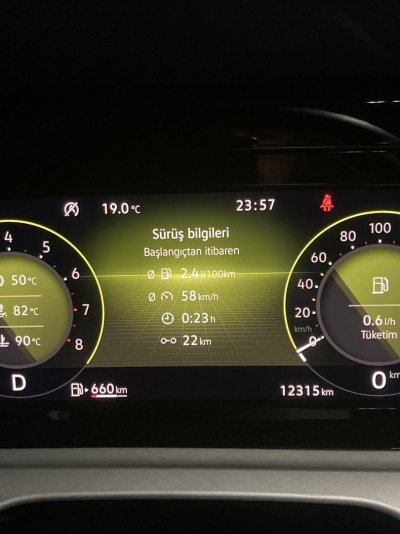 19.0 °C
23:57
Sürüş bilgileri
Başlangıçtan itibaren
Ø 2.4 l/100km
Ø 58 km/h
0:23 h
22 km
4
5
6
7
8
50 °C
82 °C
90 °C
D
100
80
60
40
20
0
km/h
0.6 l/h
Tüketim
660 km
12315 km
0 km